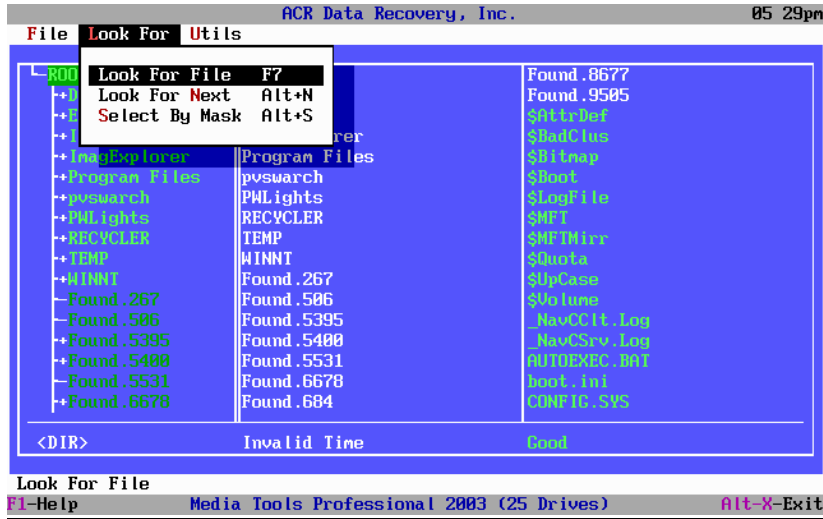 ACR Data Recovery, Inc. 05 29pm
File Look For Utils
Look For File F7
Look For Next Alt+N
Select By Mask Alt+S
ROO
+D
+E
+I
+ImagExplorer
+Program Files
+pvswarch
+PWLights
+RECYCLER
+TEMP
+WINNT
Found.267
Found.506
+Found.5395
+Found.5400
Found.5531
+Found.6678
rer
Program Files
pvswarch
PWLights
RECYCLER
TEMP
WINNT
Found.267
Found.506
Found.5395
Found.5400
Found.5531
Found.6678
Found.684
Found.8677
Found.9505
$AttrDef
$BadClus
$Bitmap
$Boot
$LogFile
$MFT
$MFTMirr
$Quota
$UpCase
$Volume
_NavCClt.Log
_NavCSrv.Log
AUTOEXEC.BAT
boot.ini
CONFIG.SYS
<DIR> Invalid Time Good
Look For File
F1-Help Media Tools Professional 2003 (25 Drives) Alt-X-Exit